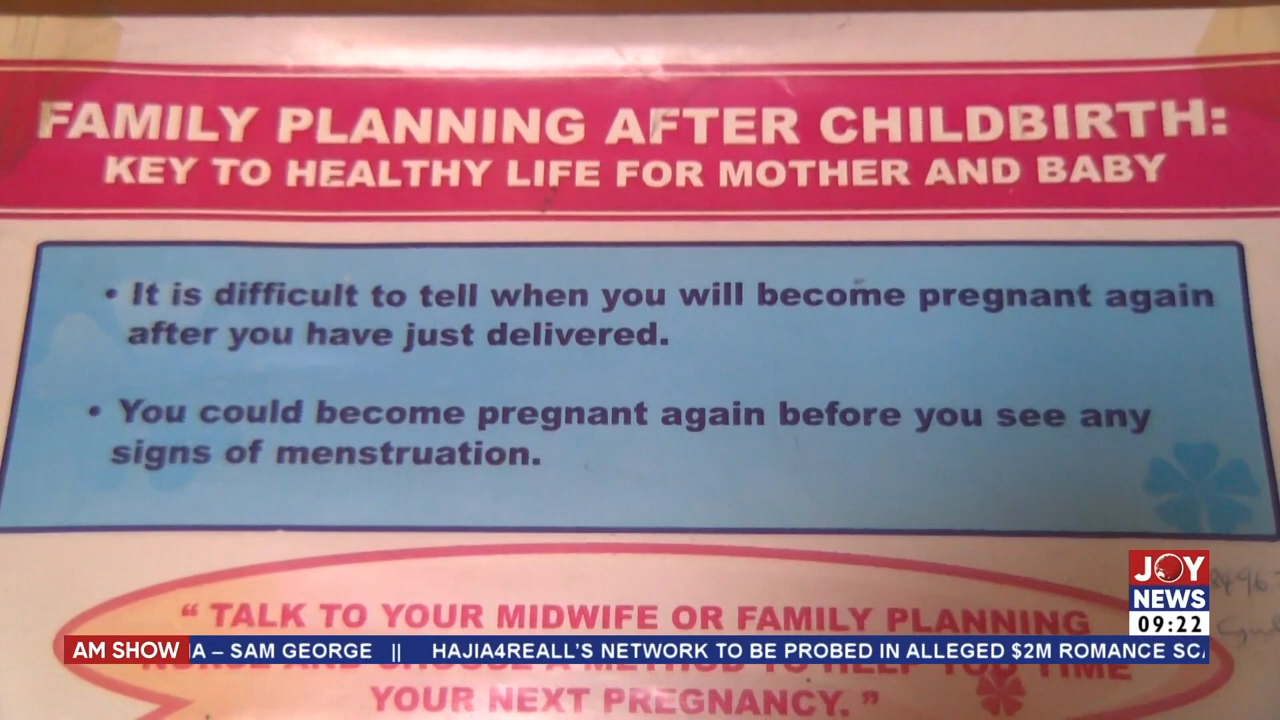 FAMILY PLANNING AFTER CHILDBIRTH:
KEY TO HEALTHY LIFE FOR MOTHER AND BABY
• It is difficult to tell when you will become pregnant again
after you have just delivered.
• You could become pregnant again before you see any
signs of menstruation.
“ TALK TO YOUR MIDWIFE OR FAMILY PLANNING
YOUR NEXT PREGNANCY. ”
JOY
NEWS
09:22
AM SHOW
IA – SAM GEORGE || HAJIA4REALL’S NETWORK TO BE PROBED IN ALLEGED $2M ROMANCE SC